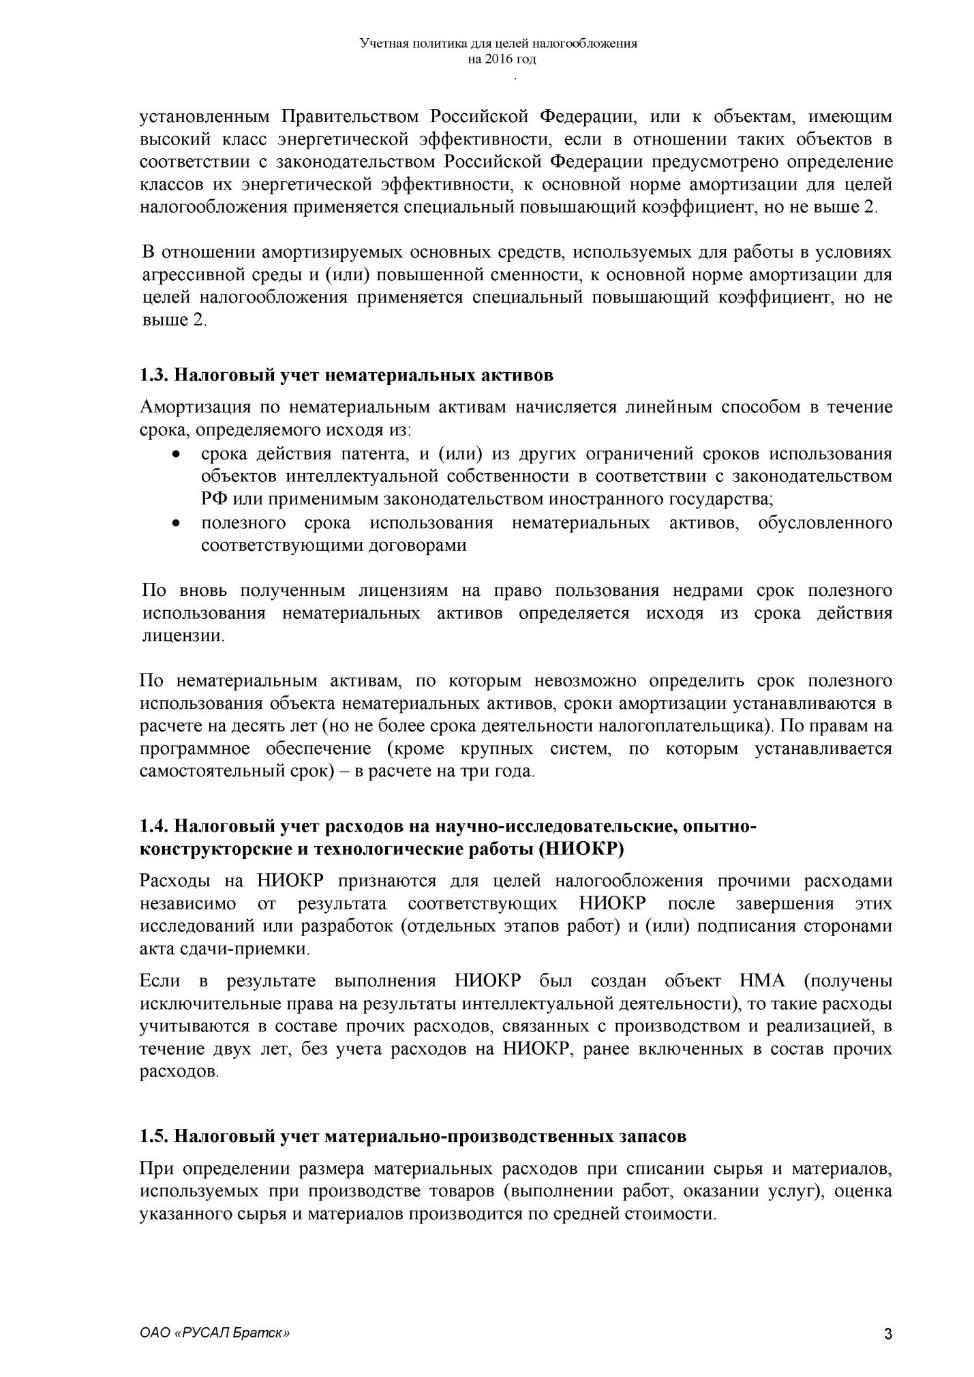 Учетная политика для целей налогообложения
на 2016 год
.
установленным Правительством Российской Федерации, или к объектам, имеющим
высокий класс энергетической эффективности, если в отношении таких объектов в
соответствии с законодательством Российской Федерации предусмотрено определение
классов их энергетической эффективности, к основной норме амортизации для целей
налогообложения применяется специальный повышающий коэффициент, но не выше 2.
В отношении амортизируемых основных средств, используемых для работы в условиях
агрессивной среды и (или) повышенной сменности, к основной норме амортизации для
целей налогообложения применяется специальный повышающий коэффициент, но не
выше 2.
1.3. Налоговый учет нематериальных активов
Амортизация по нематериальным активам начисляется линейным способом в течение
срока, определяемого исходя из:
• срока действия патента, и (или) из других ограничений сроков использования
объектов интеллектуальной собственности в соответствии с законодательством
РФ или применимым законодательством иностранного государства;
• полезного срока использования нематериальных активов, обусловленного
соответствующими договорами
По вновь полученным лицензиям на право пользования недрами срок полезного
использования нематериальных активов определяется исходя из срока действия
лицензии.
По нематериальным активам, по которым невозможно определить срок полезного
использования объекта нематериальных активов, сроки амортизации устанавливаются в
расчете на десять лет (но не более срока деятельности налогоплательщика). По правам на
программное обеспечение (кроме крупных систем, по которым устанавливается
самостоятельный срок) – в расчете на три года.
1.4. Налоговый учет расходов на научно-исследовательские, опытно-
конструкторские и технологические работы (НИОКР)
Расходы на НИОКР признаются для целей налогообложения прочими расходами
независимо от результата соответствующих НИОКР после завершения этих
исследований или разработок (отдельных этапов работ) и (или) подписания сторонами
акта сдачи-приемки.
Если в результате выполнения НИОКР был создан объект НМА (получены
исключительные права на результаты интеллектуальной деятельности), то такие расходы
учитываются в составе прочих расходов, связанных с производством и реализацией, в
течение двух лет, без учета расходов на НИОКР, ранее включенных в состав прочих
расходов.
1.5. Налоговый учет материально-производственных запасов
При определении размера материальных расходов при списании сырья и материалов,
используемых при производстве товаров (выполнении работ, оказании услуг), оценка
указанного сырья и материалов производится по средней стоимости.
ОАО «РУСАЛ Братск» 3